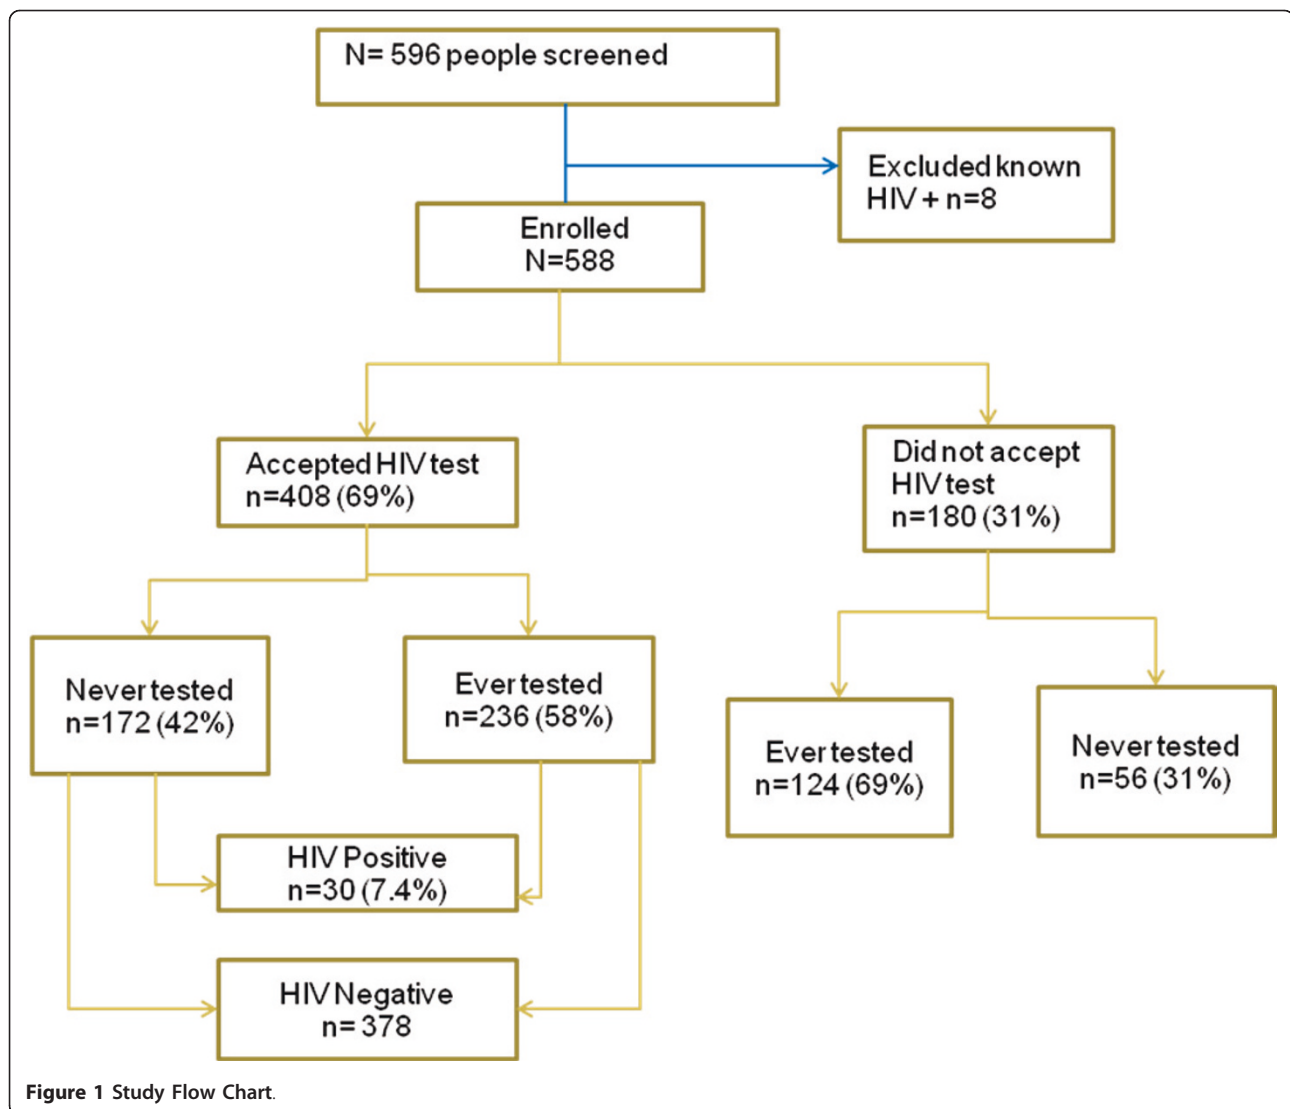 N= 596 people screened
Excluded known
HIV + n=8
Enrolled
N=588
Accepted HIV test
n=408 (69%)
Did not accept
HIV test
n=180 (31%)
Never tested
n=172 (42%)
Ever tested
n=236 (58%)
Ever tested
n=124 (69%)
Never tested
n=56 (31%)
HIV Positive
n=30 (7.4%)
HIV Negative
n= 378
Figure 1 Study Flow Chart.